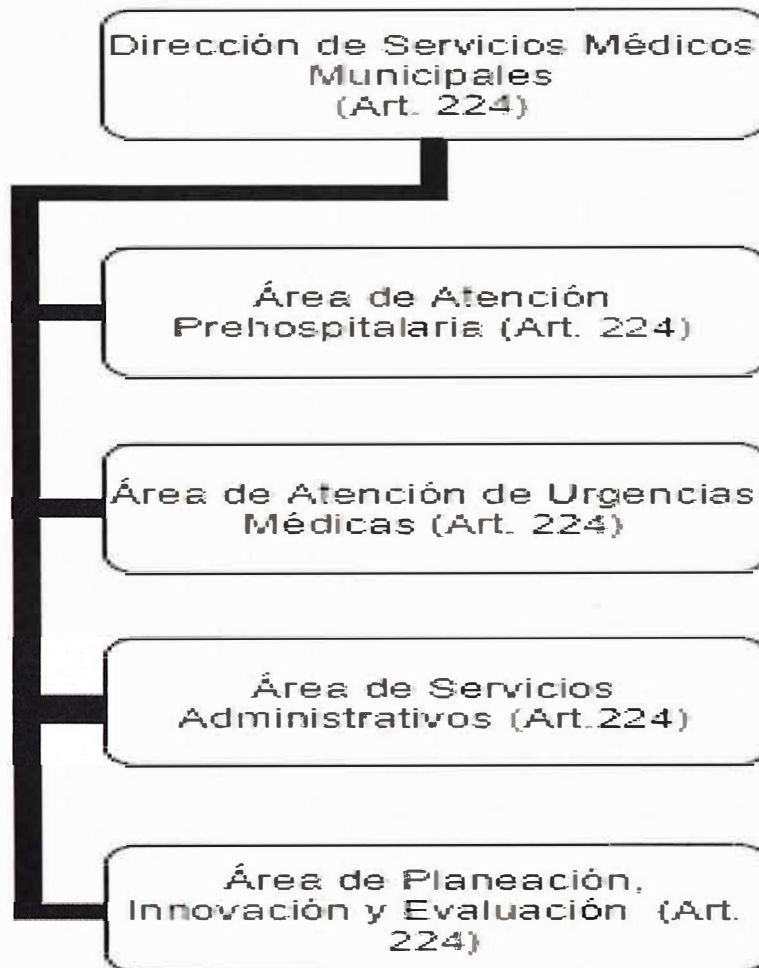 Dirección de Servicios Médicos
Municipales
(Art. 224)
Área de Atención
Prehospitalaria (Art. 224)
Área de Atención de Urgencias
Médicas (Art. 224)
Área de Servicios
Administrativos (Art.224)
Área de Planeación,
Innovación y Evaluación (Art.
224)